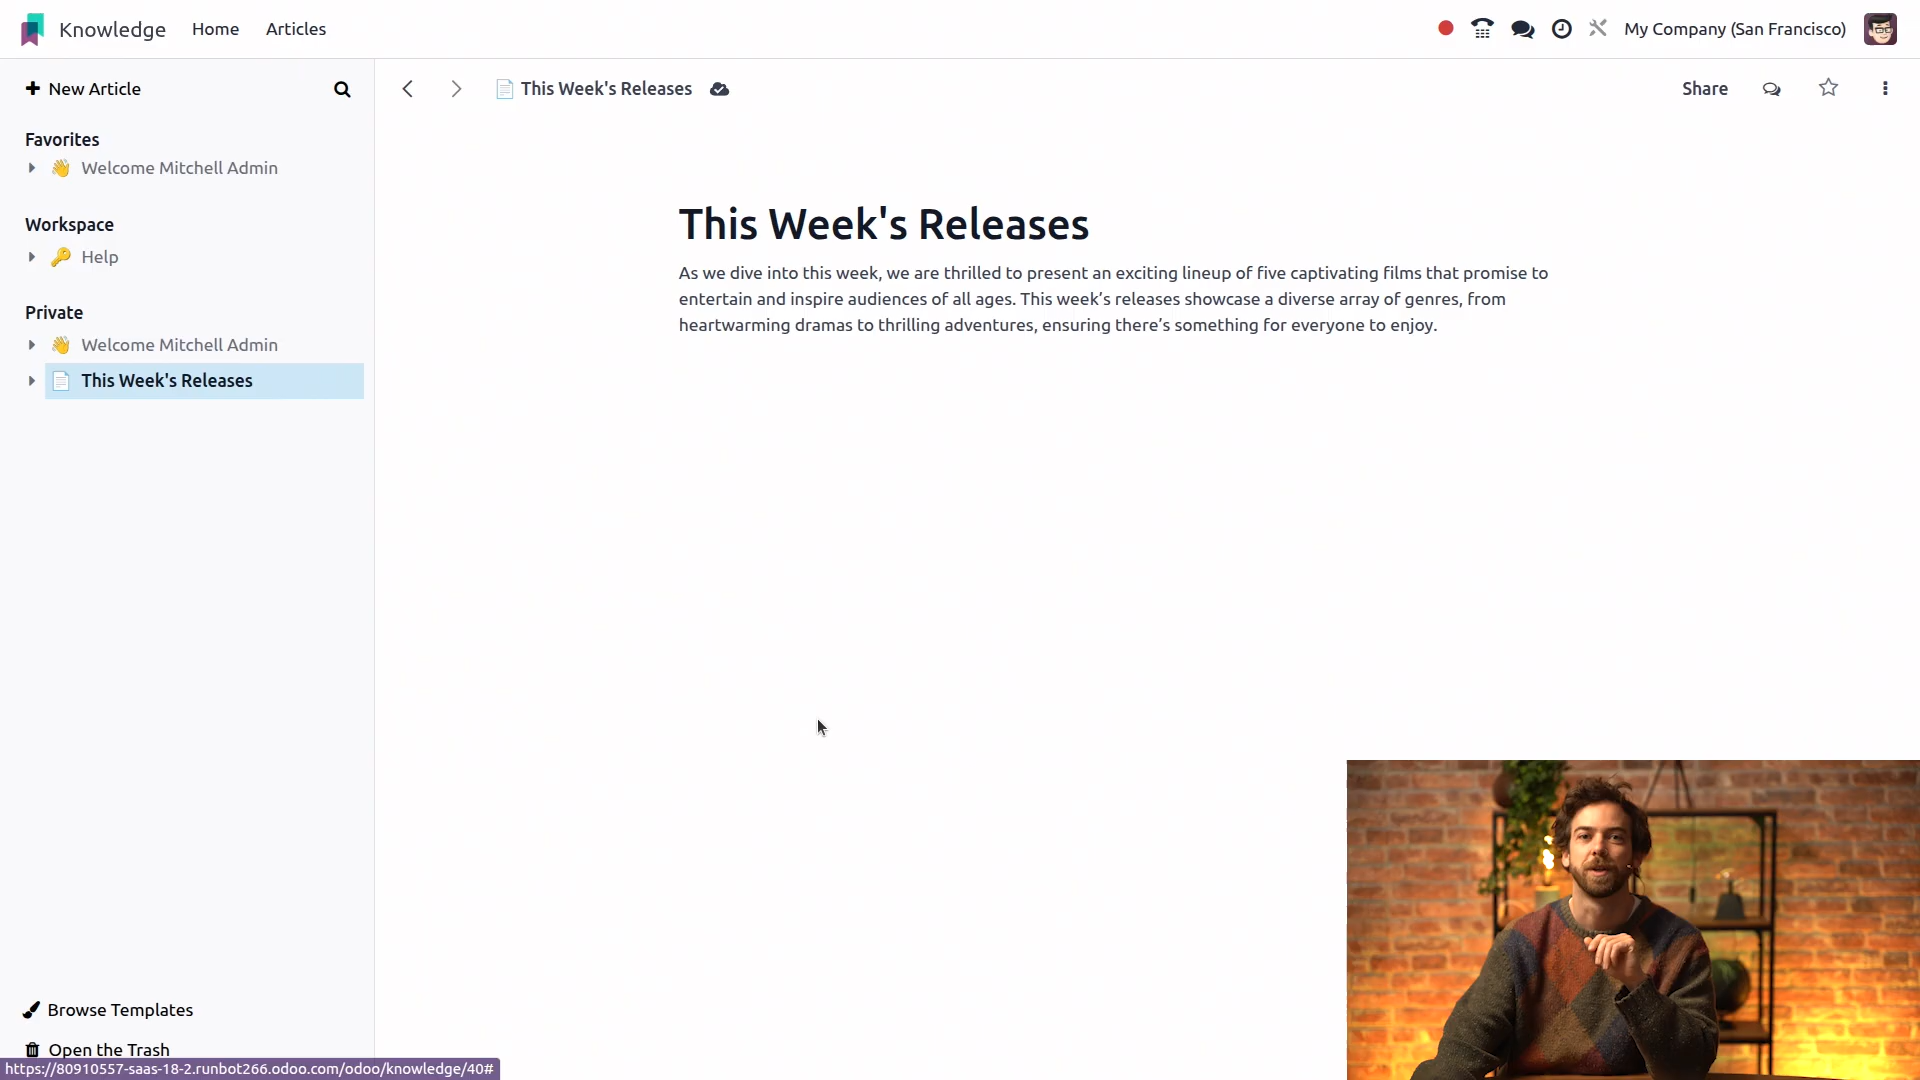 Knowledge
Home
Articles
My Company (San Francisco)
New Article
This Week's Releases
Share
Favorites
Welcome Mitchell Admin
Workspace
Help
Private
Welcome Mitchell Admin
This Week's Releases
This Week's Releases
As we dive into this week, we are thrilled to present an exciting lineup of five captivating films that promise to
entertain and inspire audiences of all ages. This week’s releases showcase a diverse array of genres, from
heartwarming dramas to thrilling adventures, ensuring there’s something for everyone to enjoy.
Browse Templates
Open the Trash
https://80910557-saas-18-2.runbot266.odoo.com/odoo/knowledge/40#